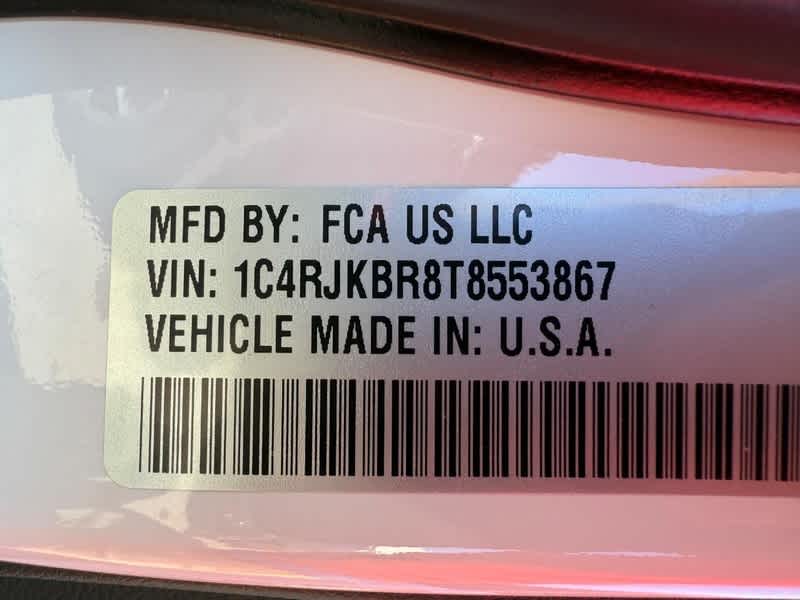 MFD BY: FCA US LLC
VIN: 1C4RJKBR8T8553867
VEHICLE MADE IN: U.S.A.